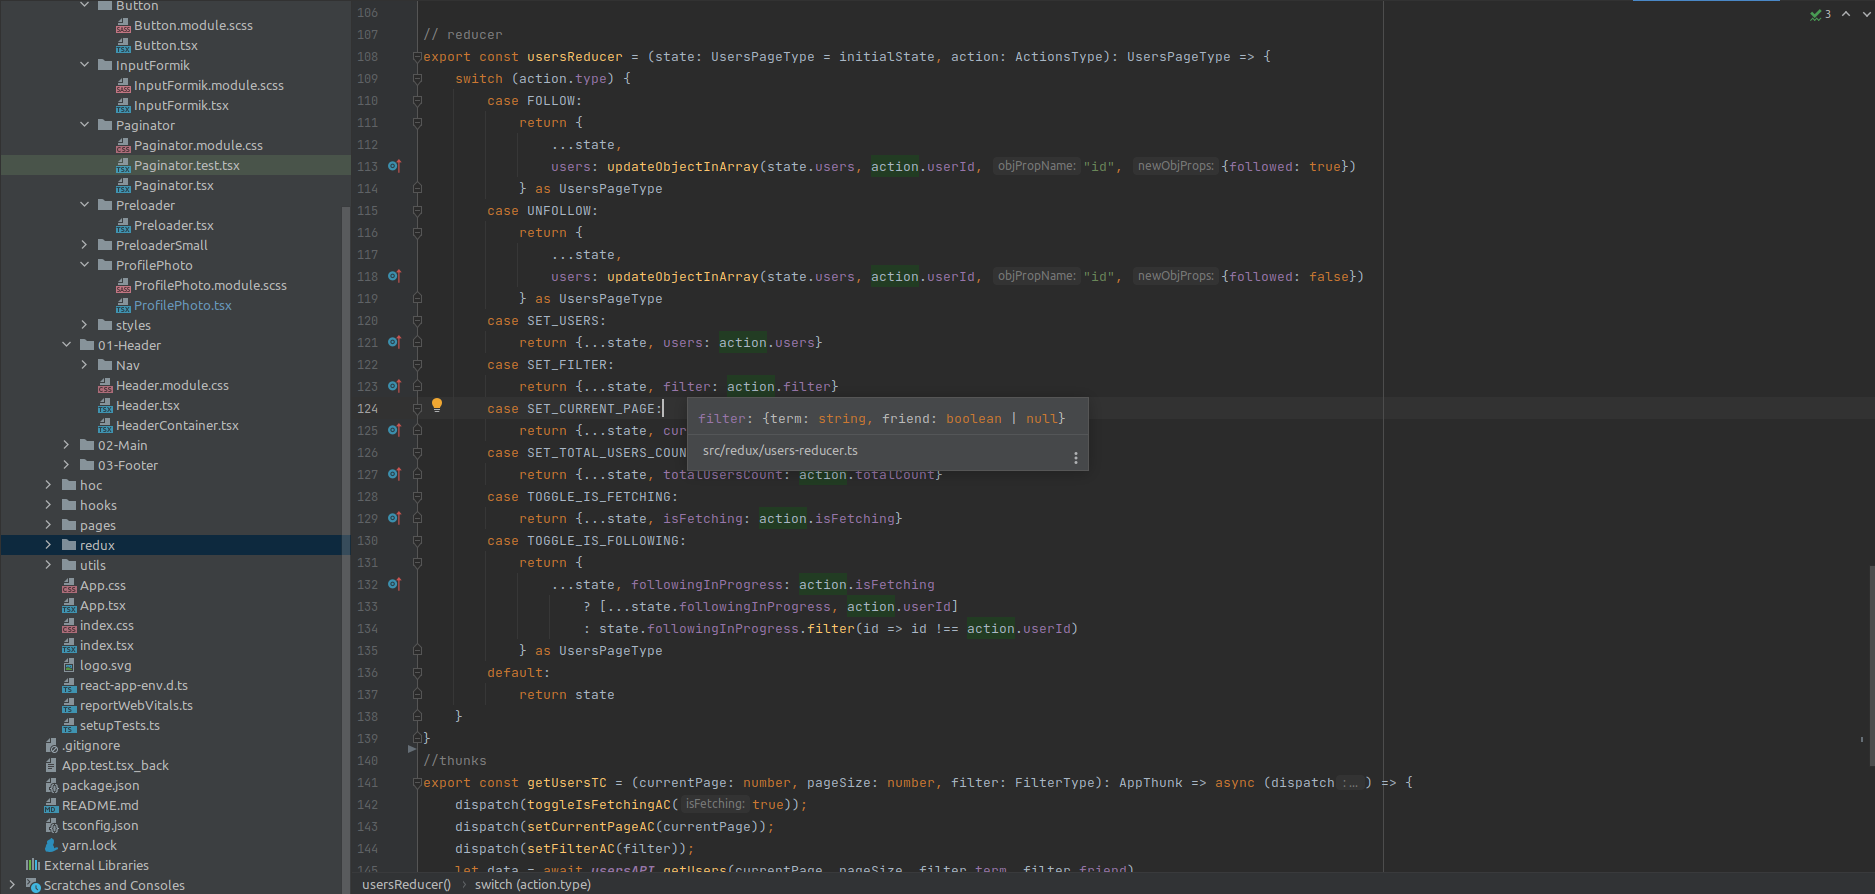 Button
Button.module.scss
Button.tsx
InputFormik
InputFormik.module.scss
InputFormik.tsx
Paginator
Paginator.module.css
Paginator.test.tsx
Paginator.tsx
Preloader
Preloader.tsx
PreloaderSmall
ProfilePhoto
ProfilePhoto.module.scss
ProfilePhoto.tsx
styles
01-Header
Nav
Header.module.css
Header.tsx
HeaderContainer.tsx
02-Main
03-Footer
hoc
hooks
pages
redux
utils
App.css
App.tsx
index.css
index.tsx
logo.svg
react-app-env.d.ts
reportWebVitals.ts
setupTests.ts
.gitignore
App.test.tsx_back
package.json
README.md
tsconfig.json
yarn.lock
External Libraries
Scratches and Consoles
3
106
107 // reducer
108 export const usersReducer = (state: UsersPageType = initialState, action: ActionsType): UsersPageType => {
109 switch (action.type) {
110 case FOLLOW:
111 return {
112 ...state,
113 users: updateObjectInArray(state.users, action.userId, objPropName: "id", newObjProps: {followed: true})
114 } as UsersPageType
115 case UNFOLLOW:
116 return {
117 ...state,
118 users: updateObjectInArray(state.users, action.userId, objPropName: "id", newObjProps: {followed: false})
119 } as UsersPageType
120 case SET_USERS:
121 return {...state, users: action.users}
122 case SET_FILTER:
123 return {...state, filter: action.filter}
124 case SET_CURRENT_PAGE:
filter: {term: string, friend: boolean | null}
125 return {...state, cur
src/redux/users-reducer.ts
126 case SET_TOTAL_USERS_COUN
127 return {...state, totalUsersCount: action.totalCount}
128 case TOGGLE_IS_FETCHING:
129 return {...state, isFetching: action.isFetching}
130 case TOGGLE_IS_FOLLOWING:
131 return {
132 ...state, followingInProgress: action.isFetching
133 ? [...state.followingInProgress, action.userId]
134 : state.followingInProgress.filter(id => id !== action.userId)
135 } as UsersPageType
136 default:
137 return state
138 }
139 }
140 //thunks
141 export const getUsersTC = (currentPage: number, pageSize: number, filter: FilterType): AppThunk => async (dispatch :... ) => {
142 dispatch(toggleIsFetchingAC( isFetching: true));
143 dispatch(setCurrentPageAC(currentPage));
144 dispatch(setFilterAC(filter));
145 let data = await usersAPI.getUsers(currentPage, pageSize, filter.term, filter.friend)
usersReducer() switch (action.type)